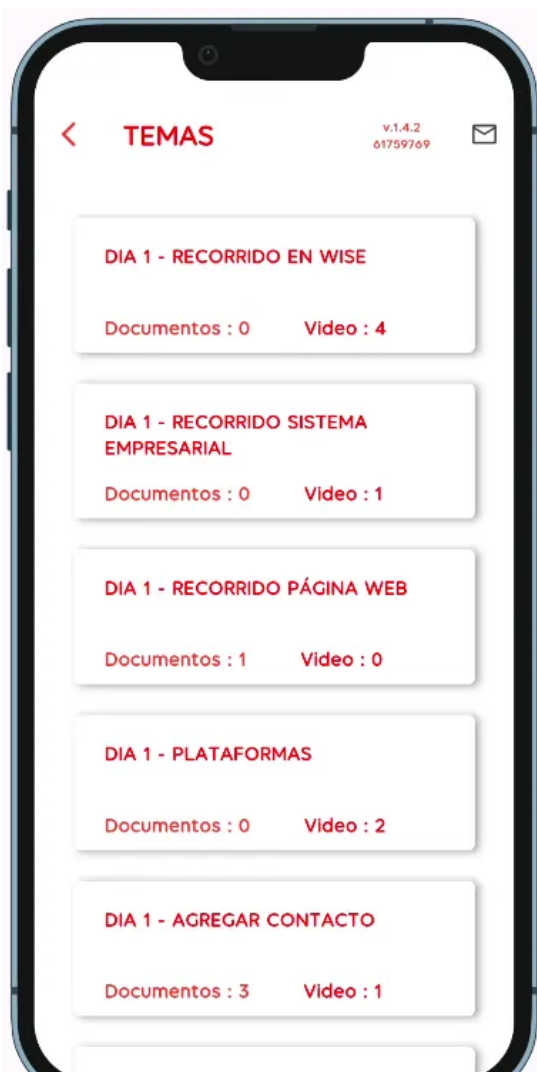 TEMAS
v.1.4.2
61759769
DIA 1 - RECORRIDO EN WISE
Documentos : 0 Video : 4
DIA 1 - RECORRIDO SISTEMA
EMPRESARIAL
Documentos : 0 Video : 1
DIA 1 - RECORRIDO PÁGINA WEB
Documentos : 1 Video : 0
DIA 1 - PLATAFORMAS
Documentos : 0 Video : 2
DIA 1 - AGREGAR CONTACTO
Documentos : 3 Video : 1